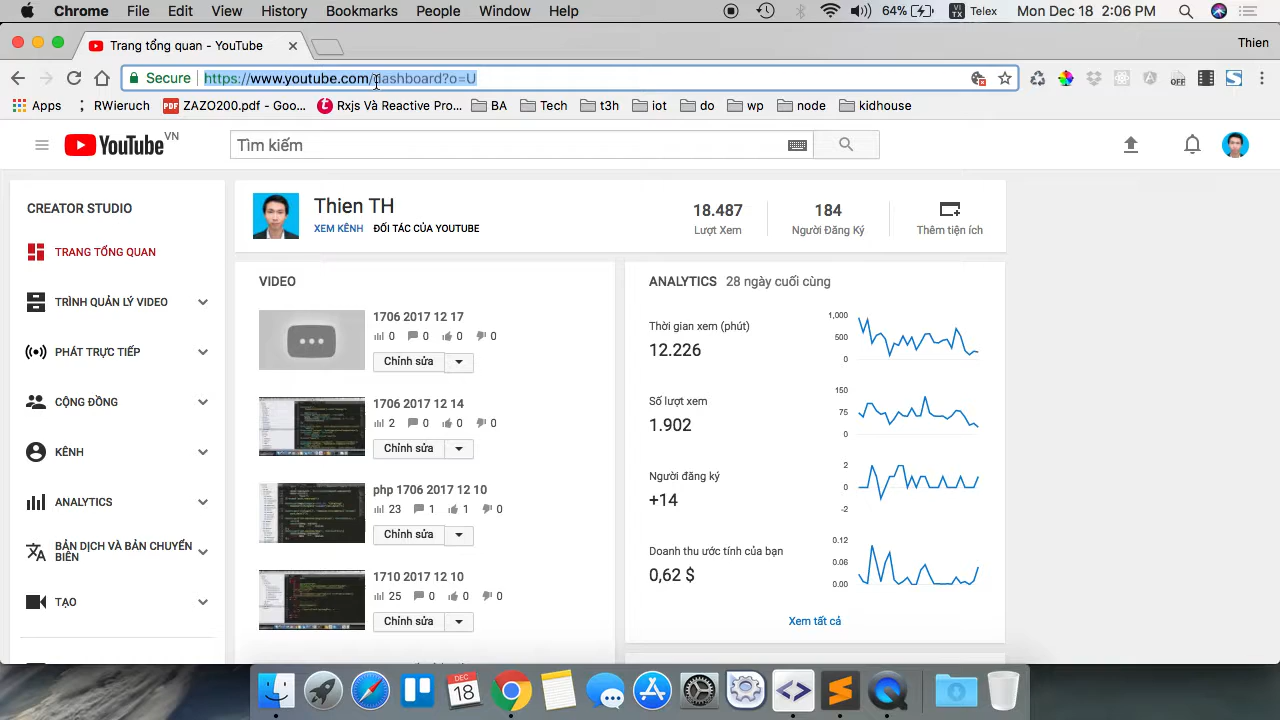 Chrome File Edit View History Thinkmarks People Window Help 64% VI TX Telex Mon Dec 18 2:06 PM
Trang tổng quan - YouTube
Thien
Secure https://www.youtube.com/dashboard?o=U
Apps RWieruch ZAZO200.pdf - Goo... Rxjs Và Reactive Pr... BA Tech t3h iot do wp node kidhouse
YouTube VN
Tìm kiếm
CREATOR STUDIO
TRANG TỔNG QUAN
TRÌNH QUẢN LÝ VIDEO
PHÁT TRỰC TIẾP
CỘNG ĐỒNG
KÊNH
ANALYTICS
BẢN DỊCH VÀ BẢN CHUYỂN
BIÊN
TẠO
Thien TH
XEM KÊNH ĐỐI TÁC CỦA YOUTUBE
18.487
Lượt Xem
184
Người Đăng Ký
Thêm tiện ích
VIDEO
1706 2017 12 17
0 0 0 0
Chỉnh sửa
1706 2017 12 14
2 0 0 0
Chỉnh sửa
php 1706 2017 12 10
23 1 1 0
Chỉnh sửa
1710 2017 12 10
25 0 0 0
Chỉnh sửa
ANALYTICS 28 ngày cuối cùng
Thời gian xem (phút)
12.226
1,000
500
0
Số lượt xem
1.902
150
75
0
Người đăng ký
+14
2
0
-2
Doanh thu ước tính của bạn
0,62 $
0.12
0.06
0.00
Xem tất cả
DEC
18